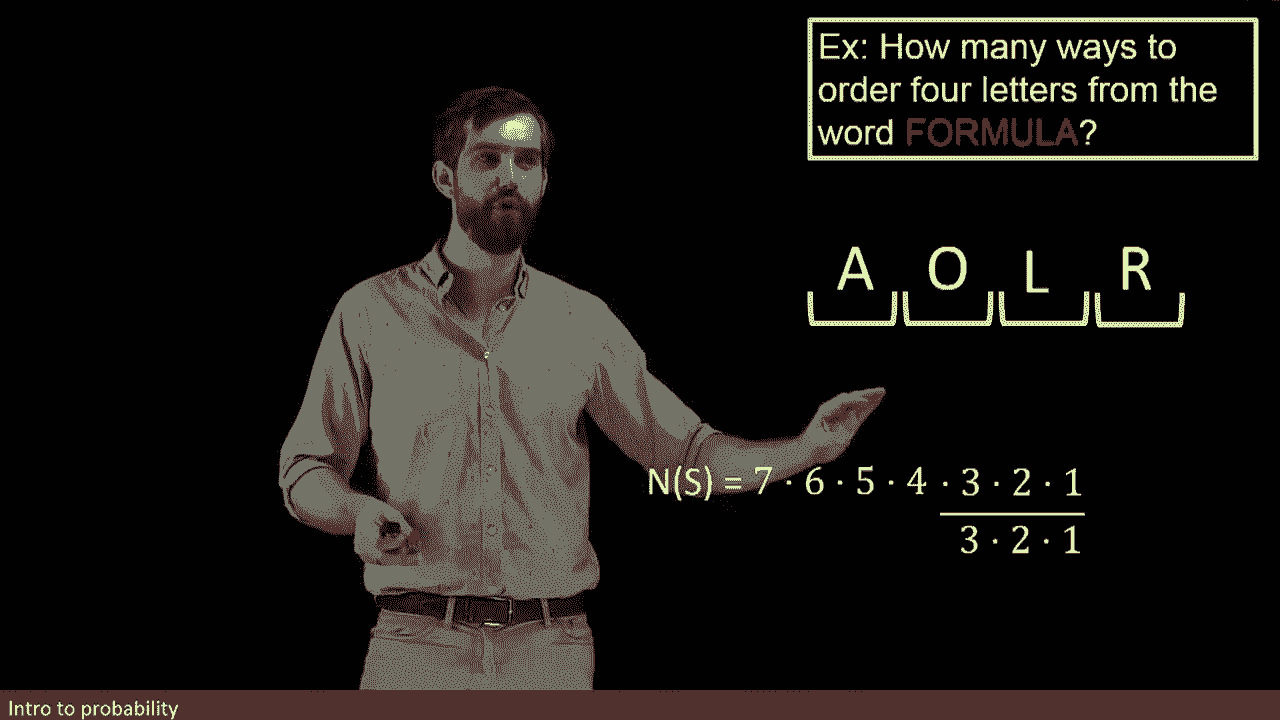 Ex: How many ways to
order four letters from the
word FORMULA?
A O L R
N(S) = 7 · 6 · 5 · 4 · 3 · 2 · 1
3 · 2 · 1
Intro to probability